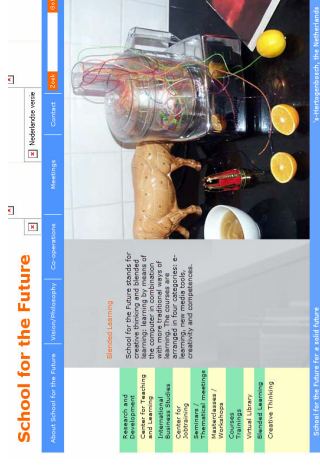 School for the Future
Nederlandse versie
About School for the Future
Vision/Philosophy
Co-operations
Meetings
Contact
Zoek
Go!
Research and
Development
Center for Teaching
and Learning
International
Business Studies
Center for
Jobtraining
Seminars /
Thematical meetings
Masterclasses /
Workshops
Courses
Trainings
Virtual Library
Blended Learning
Creative Thinking
Blended Learning
School for the Future stands for
creative thinking and blended
learning: learning by means of
the computer in combination
with more traditional ways of
learning. The courses are
arranged in four categories: e-
learning, new media tools,
creativity and competences.
School for the Future for a solid future
's-Hertogenbosch, the Netherlands